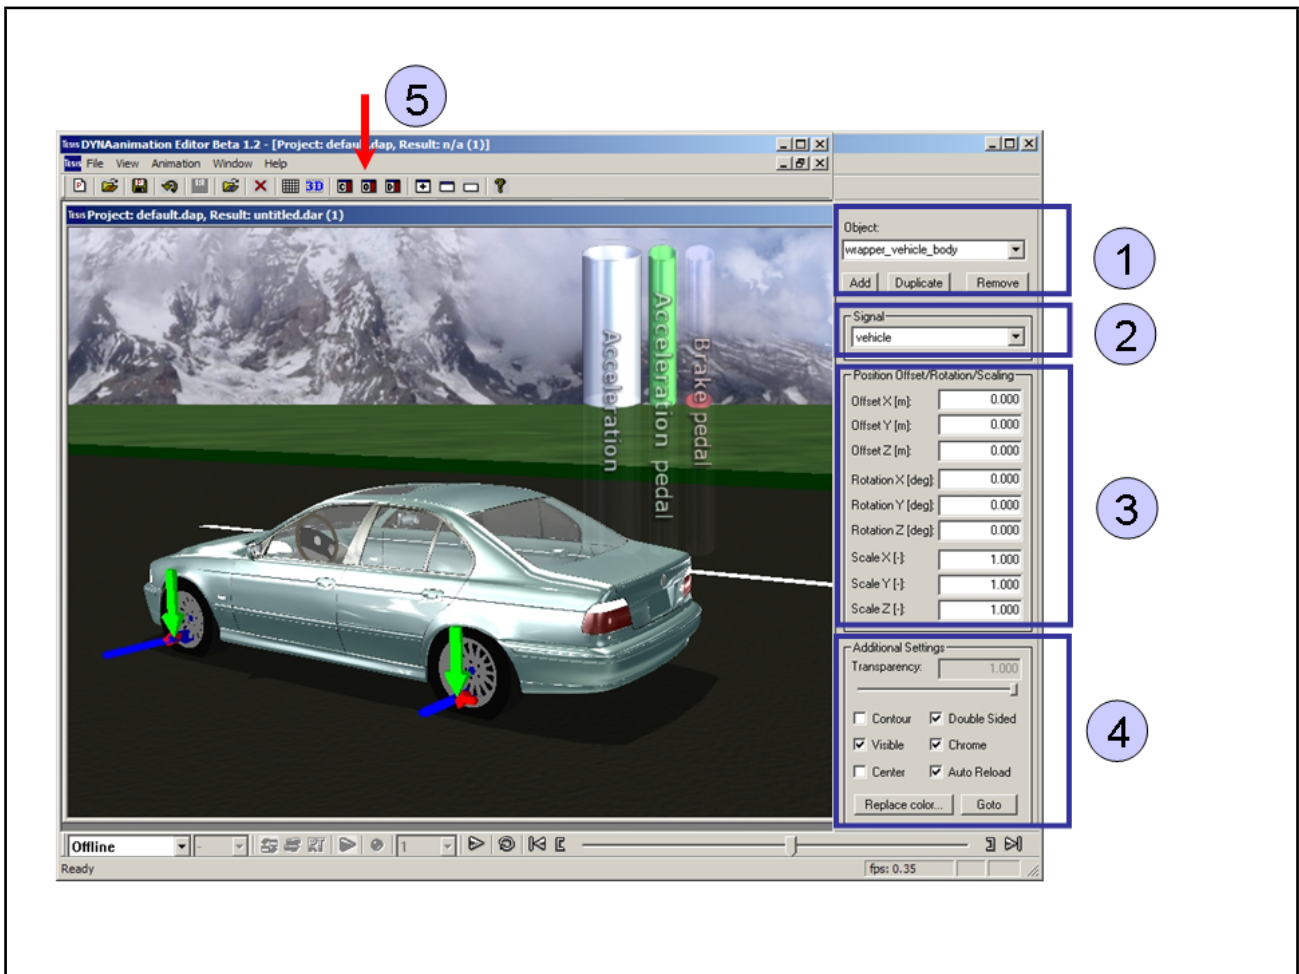 5
Tesis DYNAanimation Editor Beta 1.2 - [Project: default.dap, Result: n/a (1)]
Tesis File View Animation Window Help
P 3D C O D ?
Tesis Project: default.dap, Result: untitled.dar (1)
Acceleration
Acceleration pedal
Brake pedal
Object:
wrapper_vehicle_body
Add Duplicate Remove
1
Signal
vehicle
2
Position Offset/Rotation/Scaling
Offset X [m]: 0.000
Offset Y [m]: 0.000
Offset Z [m]: 0.000
Rotation X [deg]: 0.000
Rotation Y [deg]: 0.000
Rotation Z [deg]: 0.000
Scale X [-]: 1.000
Scale Y [-]: 1.000
Scale Z [-]: 1.000
3
Additional Settings
Transparency: 1.000
Contour Double Sided
Visible Chrome
Center Auto Reload
Replace color... Goto
4
Offline - RT 1
Ready fps: 0.35